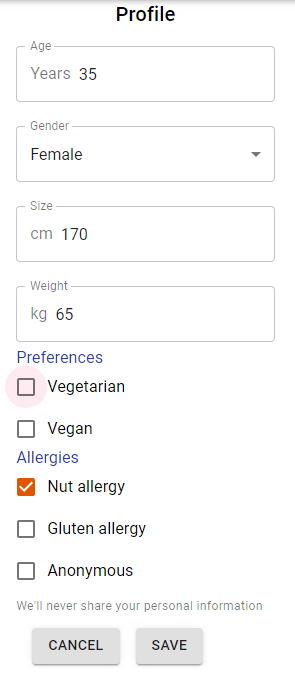 Profile
Age
Years 35
Gender
Female
Size
cm 170
Weight
kg 65
Preferences
Vegetarian
Vegan
Allergies
Nut allergy
Gluten allergy
Anonymous
We'll never share your personal information
CANCEL SAVE